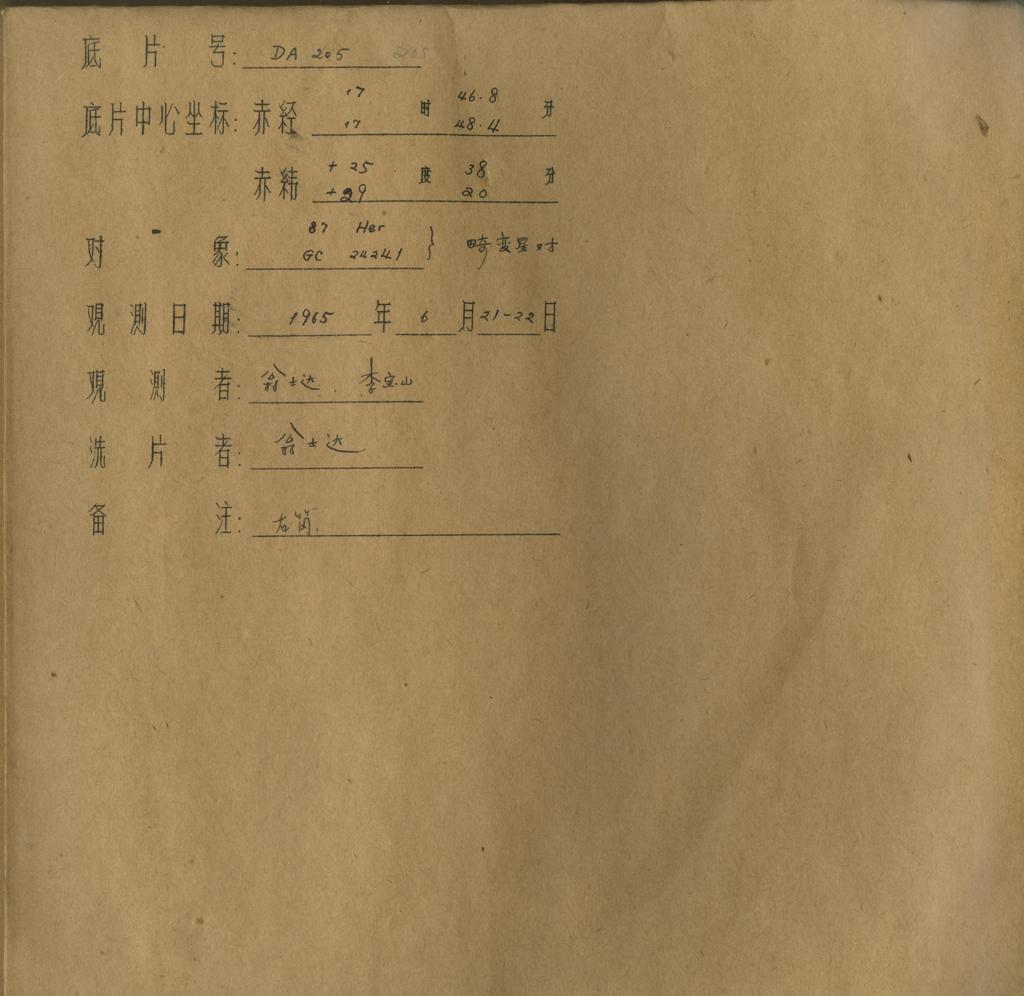 底片号: DA 205 205
底片中心坐标: 赤经 17 时 46.8 分
17 48.4
赤纬 +25 度 38 分
+29 20
对象: 87 Her } 畸变星对
GC 24241
观测日期: 1965 年 6 月 21-22 日
观测者: 翁士达 李宝山
洗片者: 翁士达
备注: 右筒.